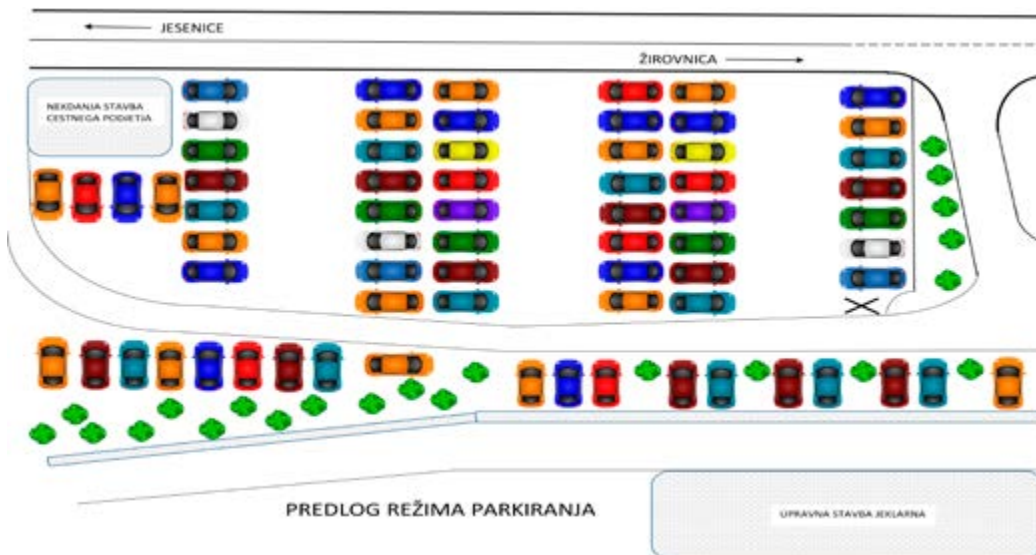 JESENICE
ŽIROVNICA
NEKDANJA STAVBA
CESTNEGA PODJETJA
PREDLOG REŽIMA PARKIRANJA
UPRAVNA STAVBA JEKLARNA